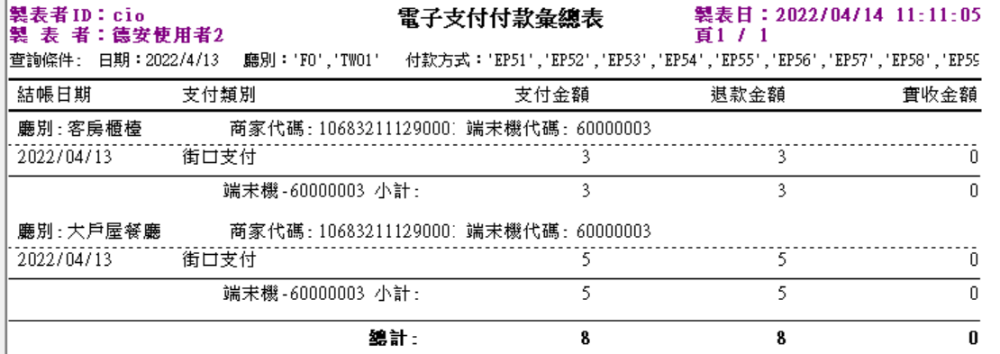 製表者ID：cio 電子支付付款彙總表 製表日：2022/04/14 11:11:05
製 表 者：德安使用者2 頁1 / 1
查詢條件: 日期：2022/4/13 廳別：'FO','TW01' 付款方式：'EP51','EP52','EP53','EP54','EP55','EP56','EP57','EP58','EP59
結帳日期 支付類別 支付金額 退款金額 實收金額
廳別:客房櫃檯 商家代碼:10683211129000 端末機代碼: 60000003
2022/04/13 街口支付 3 3 0
端末機-60000003 小計: 3 3 0
廳別:大戶屋餐廳 商家代碼:10683211129000 端末機代碼: 60000003
2022/04/13 街口支付 5 5 0
端末機-60000003 小計: 5 5 0
總計: 8 8 0